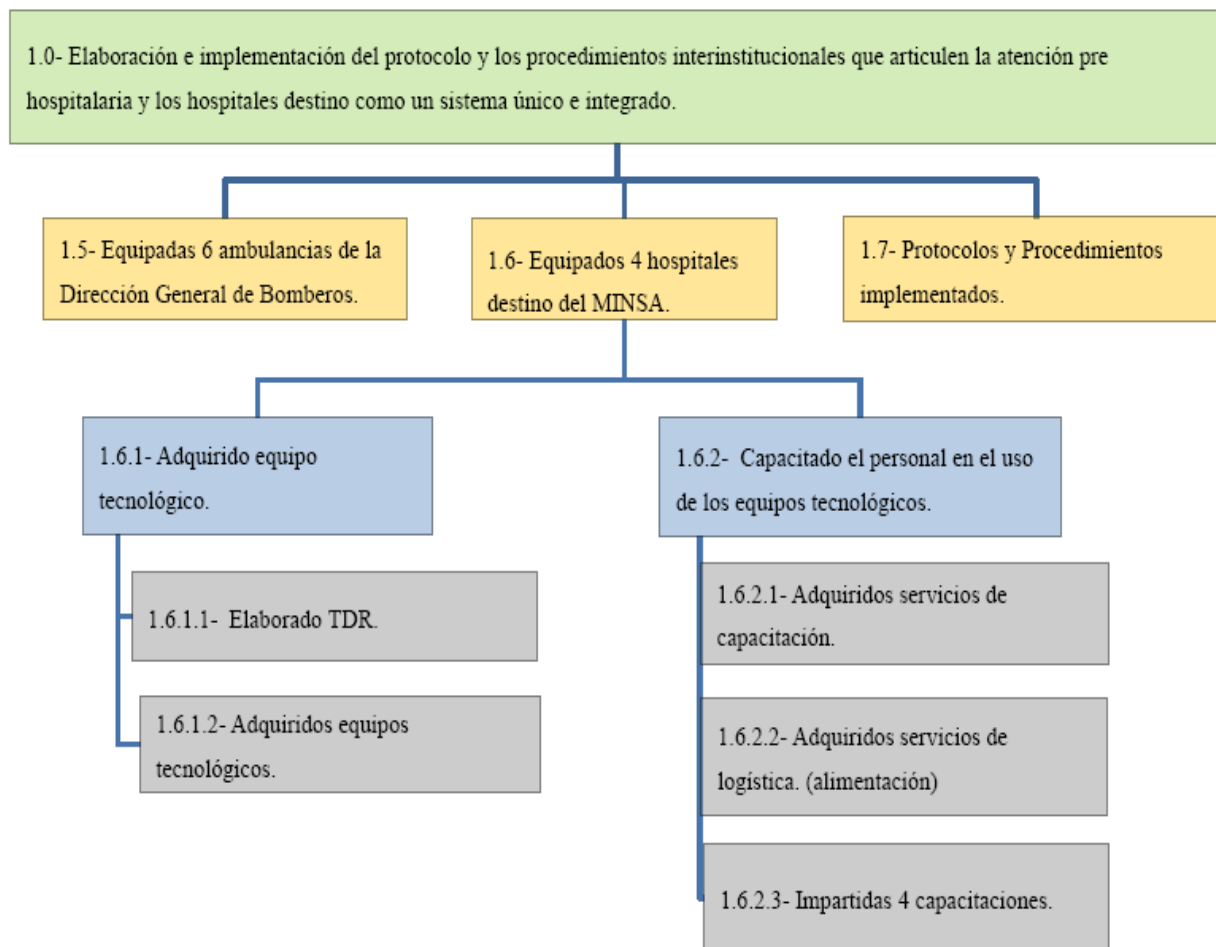 1.0- Elaboración e implementación del protocolo y los procedimientos interinstitucionales que articulen la atención pre
hospitalaria y los hospitales destino como un sistema único e integrado.
1.5- Equipadas 6 ambulancias de la
Dirección General de Bomberos.
1.6- Equipados 4 hospitales
destino del MINSA.
1.7- Protocolos y Procedimientos
implementados.
1.6.1- Adquirido equipo
tecnológico.
1.6.1.1- Elaborado TDR.
1.6.1.2- Adquiridos equipos
tecnológicos.
1.6.2- Capacitado el personal en el uso
de los equipos tecnológicos.
1.6.2.1- Adquiridos servicios de
capacitación.
1.6.2.2- Adquiridos servicios de
logística. (alimentación)
1.6.2.3- Impartidas 4 capacitaciones.